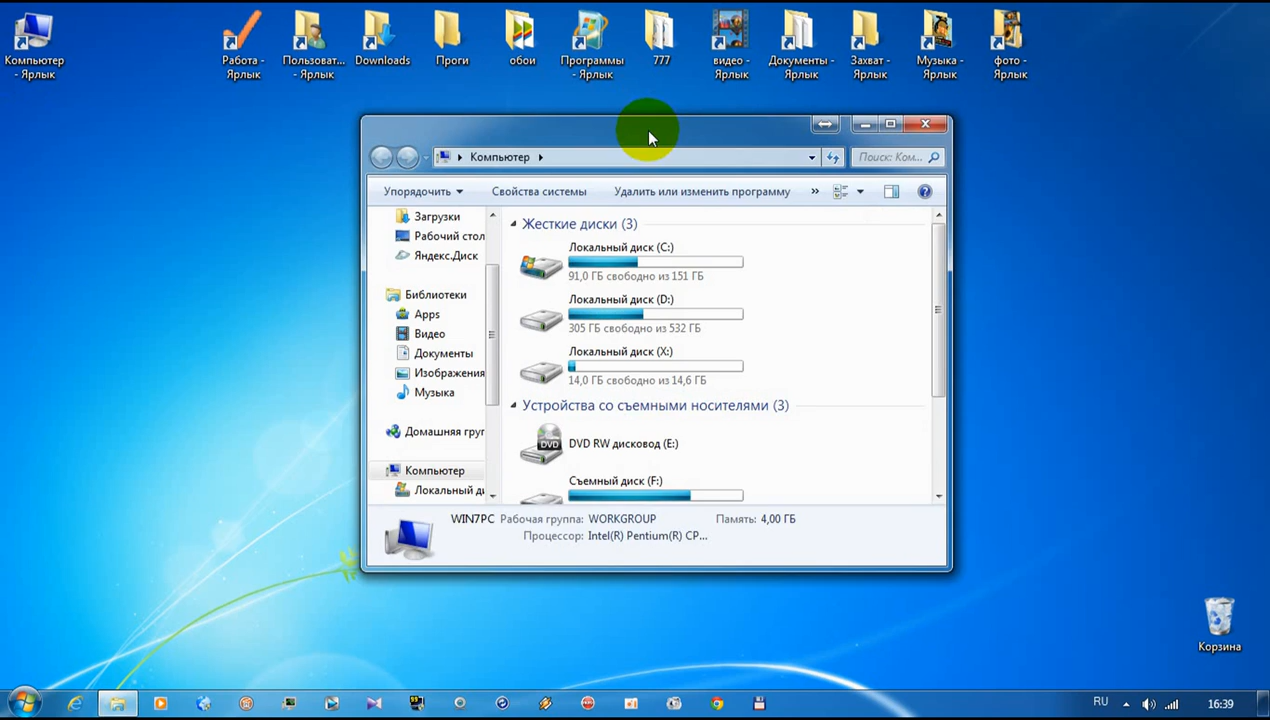 Компьютер
- Ярлык
Работа -
Ярлык
Пользоват...
- Ярлык
Downloads
Проги
обои
Программы
- Ярлык
777
видео -
Ярлык
Документы -
Ярлык
Захват -
Ярлык
Музыка -
Ярлык
фото -
Ярлык
Компьютер
Поиск: Ком...
Упорядочить
Свойства системы
Удалить или изменить программу
»
Загрузки
Рабочий стол
Яндекс.Диск
Библиотеки
Apps
Видео
Документы
Изображения
Музыка
Домашняя груп
Компьютер
Локальный ди
Жесткие диски (3)
Локальный диск (C:)
91,0 ГБ свободно из 151 ГБ
Локальный диск (D:)
305 ГБ свободно из 532 ГБ
Локальный диск (X:)
14,0 ГБ свободно из 14,6 ГБ
Устройства со съемными носителями (3)
DVD
DVD RW дисковод (E:)
Съемный диск (F:)
WIN7PC Рабочая группа: WORKGROUP Память: 4,00 ГБ
Процессор: Intel(R) Pentium(R) CP...
Корзина
RU
16:39